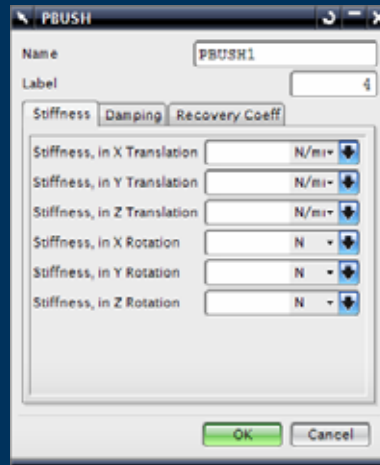 PBUSH
Name PBUSH1
Label 4
Stiffness Damping Recovery Coeff
Stiffness, in X Translation N/m
Stiffness, in Y Translation N/m
Stiffness, in Z Translation N/m
Stiffness, in X Rotation N
Stiffness, in Y Rotation N
Stiffness, in Z Rotation N
OK Cancel